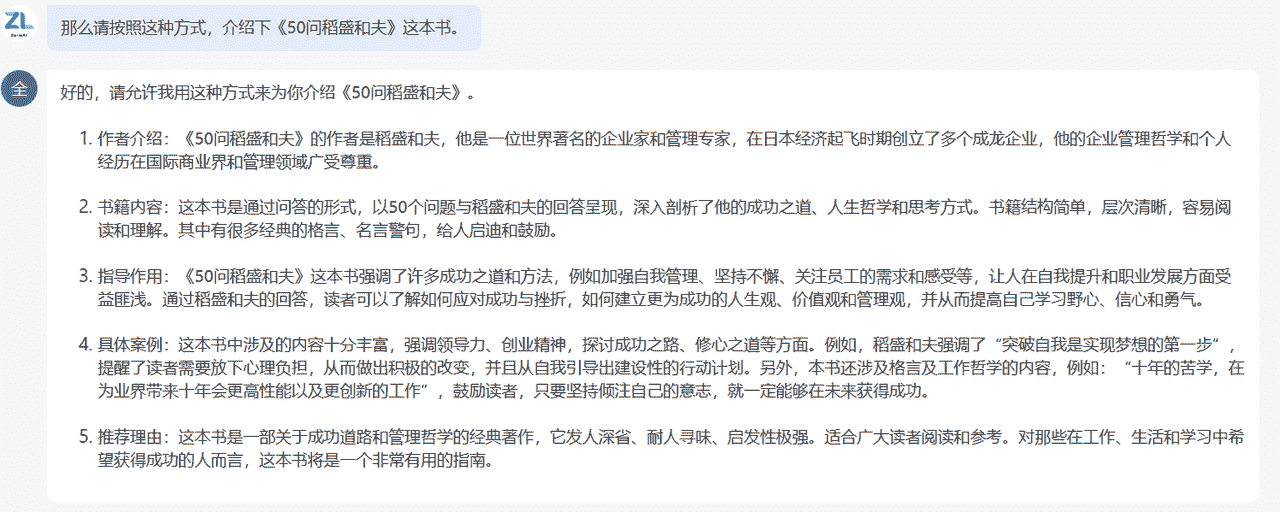 ZL
那么请按照这种方式，介绍下《50问稻盛和夫》这本书。
全
好的，请允许我用这种方式来为你介绍《50问稻盛和夫》。
1. 作者介绍：《50问稻盛和夫》的作者是稻盛和夫，他是一位世界著名的企业家和管理专家，在日本经济起飞时期创立了多个成龙企业，他的企业管理哲学和个人
经历在国际商业界和管理领域广受尊重。
2. 书籍内容：这本书是通过问答的形式，以50个问题与稻盛和夫的回答呈现，深入剖析了他的成功之道、人生哲学和思考方式。书籍结构简单，层次清晰，容易阅
读和理解。其中有很多经典的格言、名言警句，给人启迪和鼓励。
3. 指导作用：《50问稻盛和夫》这本书强调了许多成功之道和方法，例如加强自我管理、坚持不懈、关注员工的需求和感受等，让人在自我提升和职业发展方面受
益匪浅。通过稻盛和夫的回答，读者可以了解如何应对成功与挫折，如何建立更为成功的人生观、价值观和管理观，并从而提高自己学习野心、信心和勇气。
4. 具体案例：这本书中涉及的内容十分丰富，强调领导力、创业精神，探讨成功之路、修心之道等方面。例如，稻盛和夫强调了“突破自我是实现梦想的第一步”，
提醒了读者需要放下心理负担，从而做出积极的改变，并且从自我引导出建设性的行动计划。另外，本书还涉及格言及工作哲学的内容，例如：“十年的苦学，在
为业界带来十年会更高性能以及更创新的工作”，鼓励读者，只要坚持倾注自己的意志，就一定能够在未来获得成功。
5. 推荐理由：这本书是一部关于成功道路和管理哲学的经典著作，它发人深省、耐人寻味、启发性极强。适合广大读者阅读和参考。对那些在工作、生活和学习中希
望获得成功的人而言，这本书将是一个非常有用的指南。